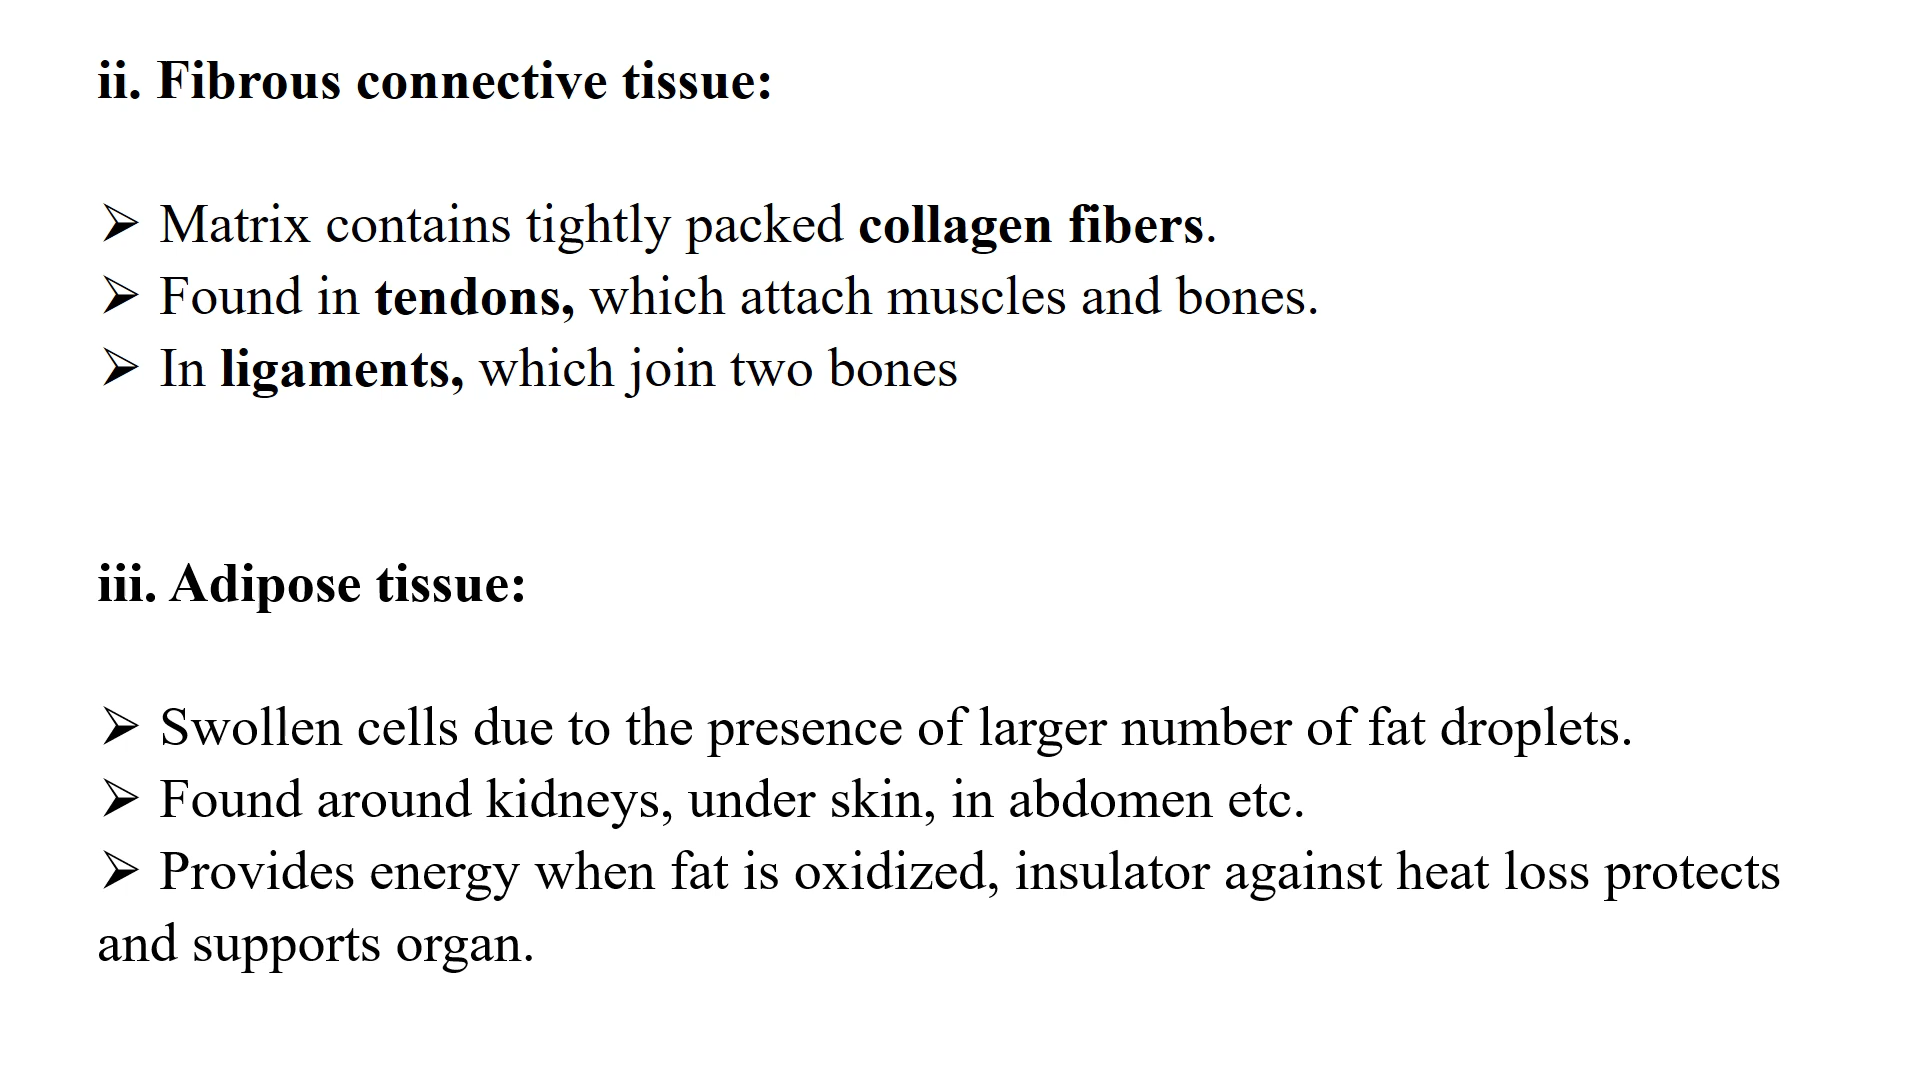 ii. Fibrous connective tissue:
➢ Matrix contains tightly packed collagen fibers.
➢ Found in tendons, which attach muscles and bones.
➢ In ligaments, which join two bones
iii. Adipose tissue:
➢ Swollen cells due to the presence of larger number of fat droplets.
➢ Found around kidneys, under skin, in abdomen etc.
➢ Provides energy when fat is oxidized, insulator against heat loss protects
and supports organ.